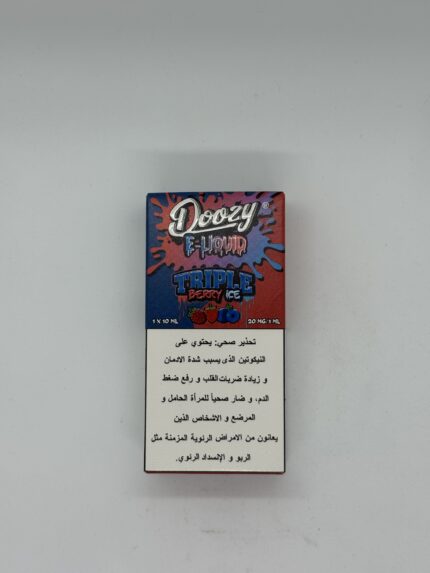 Doozy ®
E-LIQUID
TRIPLE
BERRY ICE
1 X 10 ML 20 MG/1 ML
تحذير صحي: يحتوي على
النيكوتين الذى يسبب شدة الادمان
و زيادة ضربات القلب و رفع ضغط
الدم، و ضار صحياً للمرأة الحامل و
المرضع و الاشخاص الذين
يعانون من الامراض الرئوية المزمنة مثل
الربو و الإنسداد الرئوي.